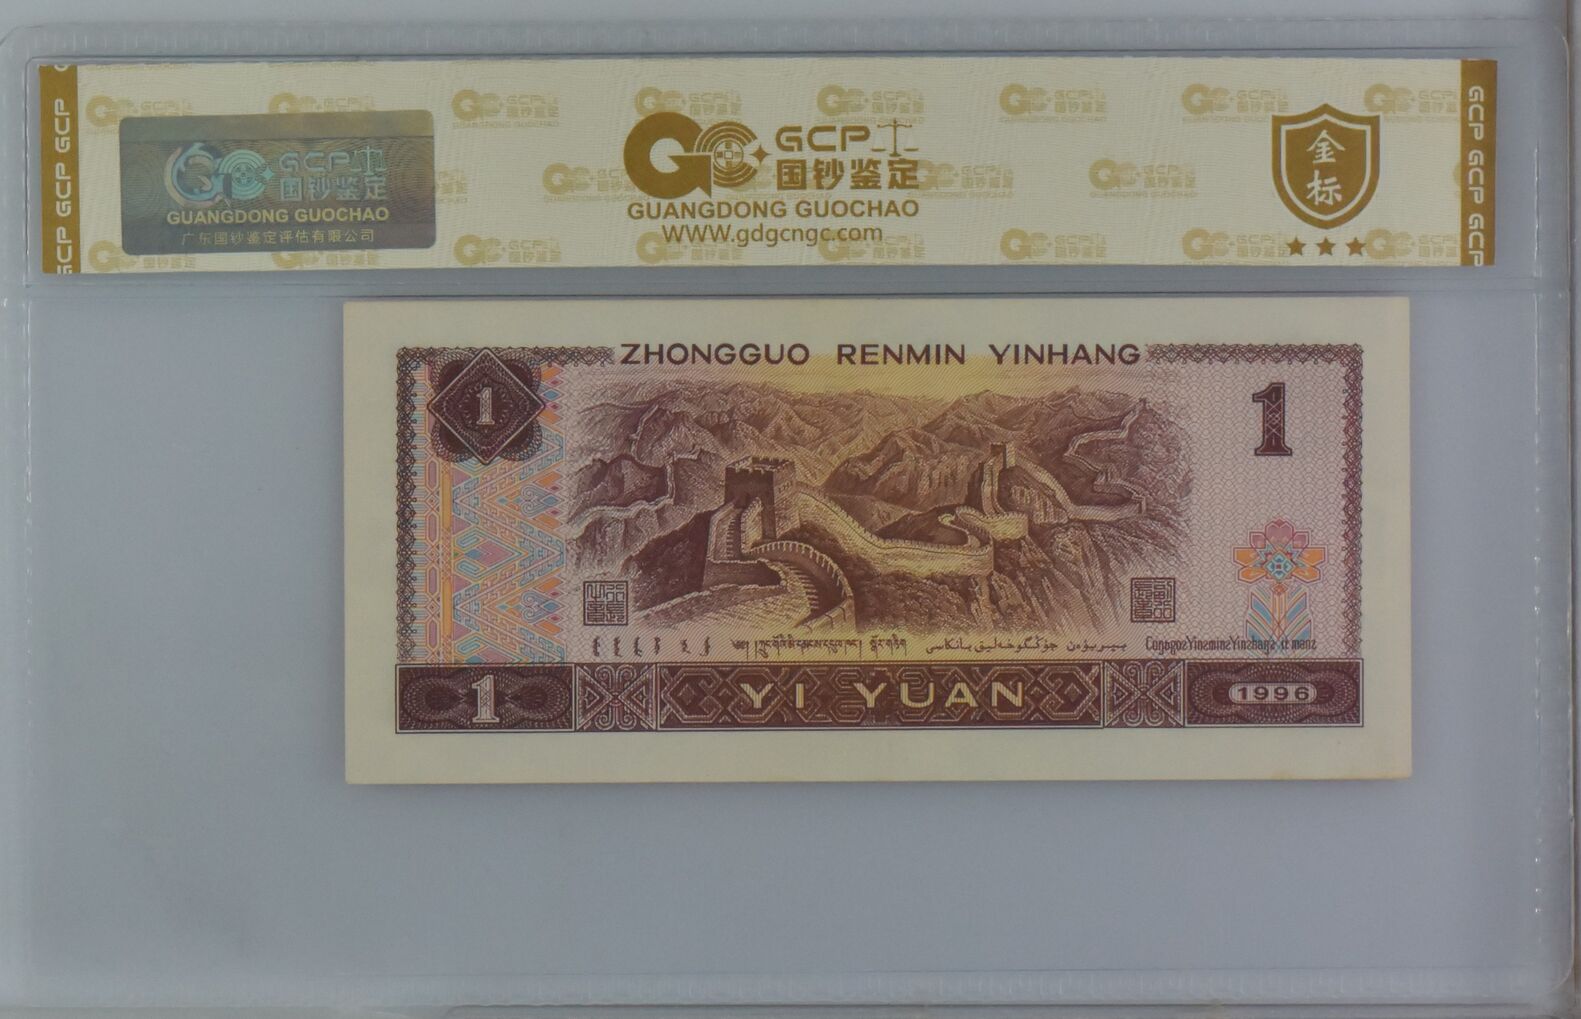 GCP 国钞鉴定
GUANGDONG GUOCHAO
广东国钞鉴定评估有限公司
GCP
国钞鉴定
GUANGDONG GUOCHAO
WWW.gdgcngc.com
金标
GCP GCP GCP
GCP GCP GCP
ZHONGGUO RENMIN YINHANG
1
1
1
YI YUAN
1996